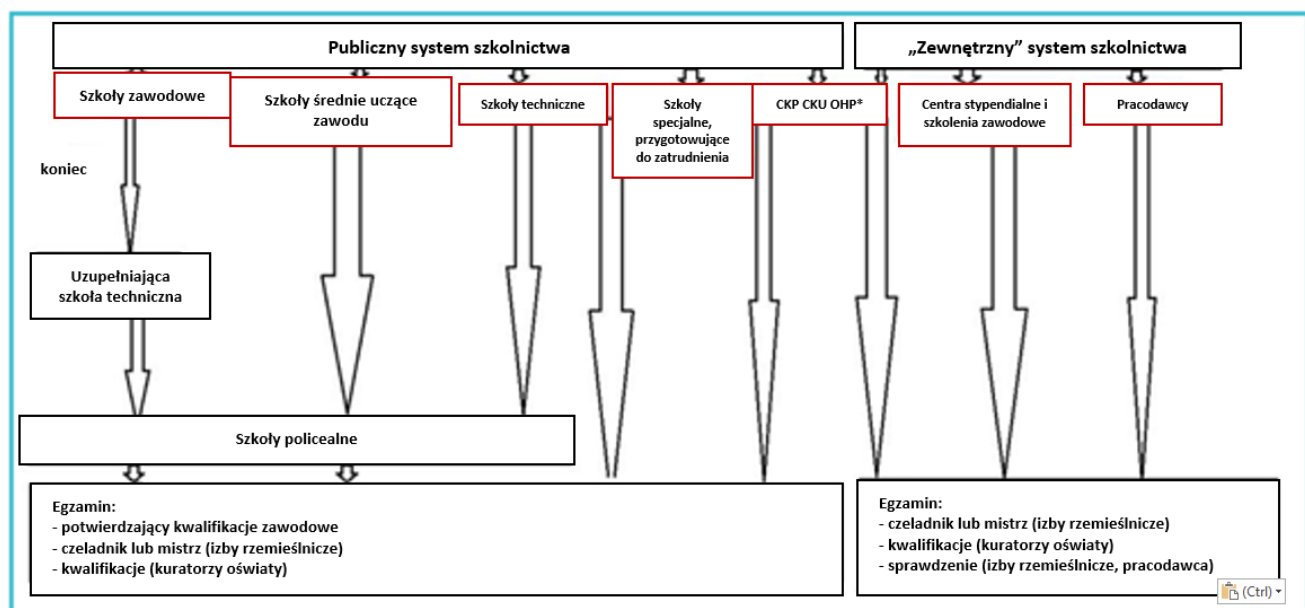 Publiczny system szkolnictwa
„Zewnętrzny” system szkolnictwa
Szkoły zawodowe
Szkoły średnie uczące
zawodu
Szkoły techniczne
Szkoły
specjalne,
przygotowujące
do zatrudnienia
CKP CKU OHP*
Centra stypendialne i
szkolenia zawodowe
Pracodawcy
koniec
Uzupełniająca
szkoła techniczna
Szkoły policealne
Egzamin:
- potwierdzający kwalifikacje zawodowe
- czeladnik lub mistrz (izby rzemieślnicze)
- kwalifikacje (kuratorzy oświaty)
Egzamin:
- czeladnik lub mistrz (izby rzemieślnicze)
- kwalifikacje (kuratorzy oświaty)
- sprawdzenie (izby rzemieślnicze, pracodawca)
(Ctrl)